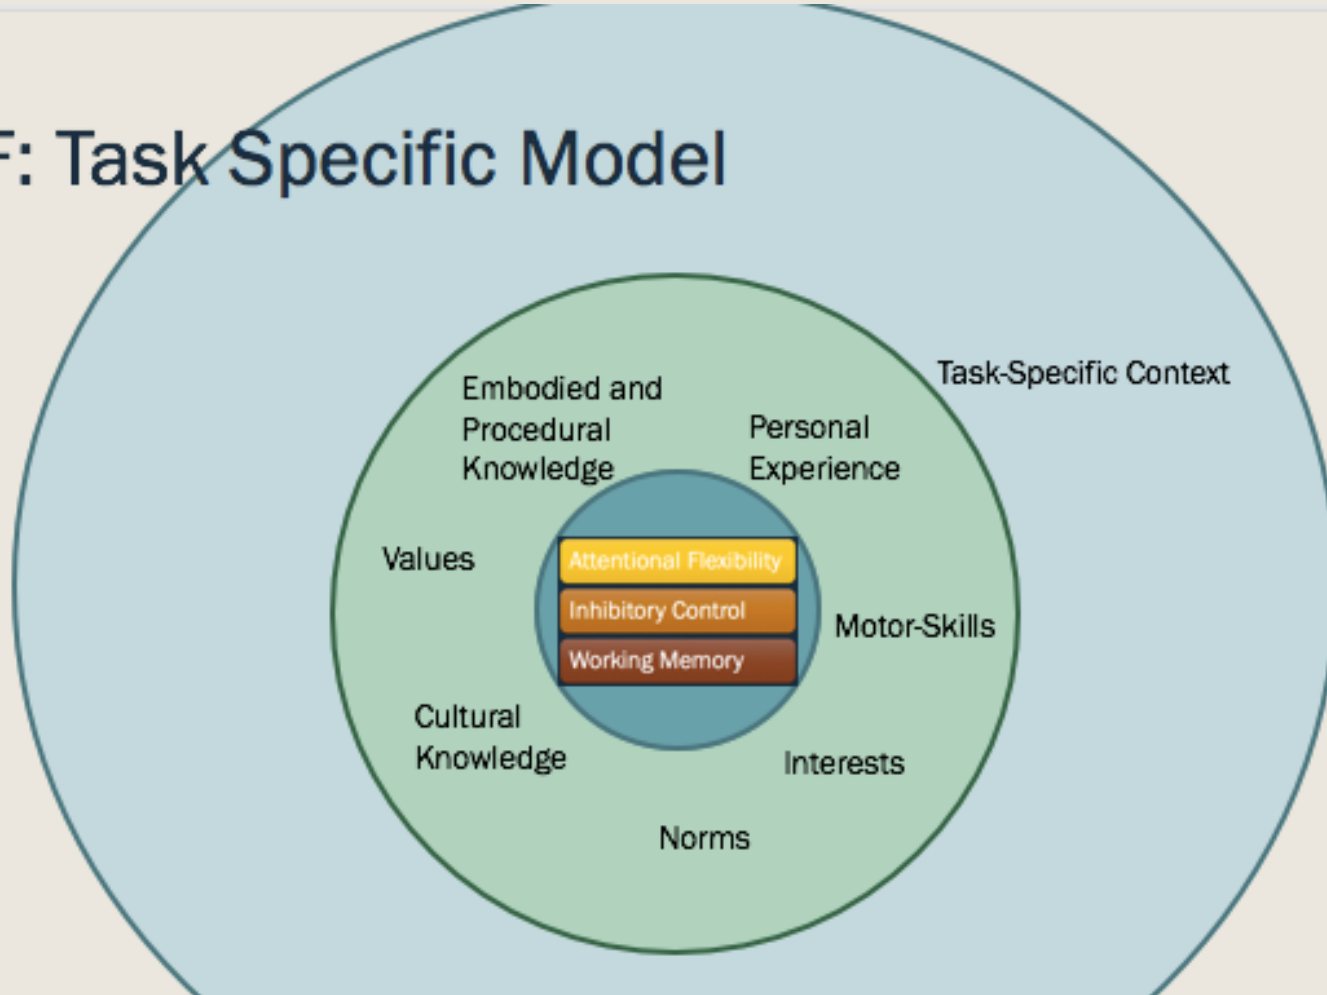 F: Task Specific Model
Task-Specific Context
Embodied and
Procedural
Knowledge
Personal
Experience
Values
Attentional Flexibility
Inhibitory Control
Working Memory
Motor-Skills
Cultural
Knowledge
Interests
Norms